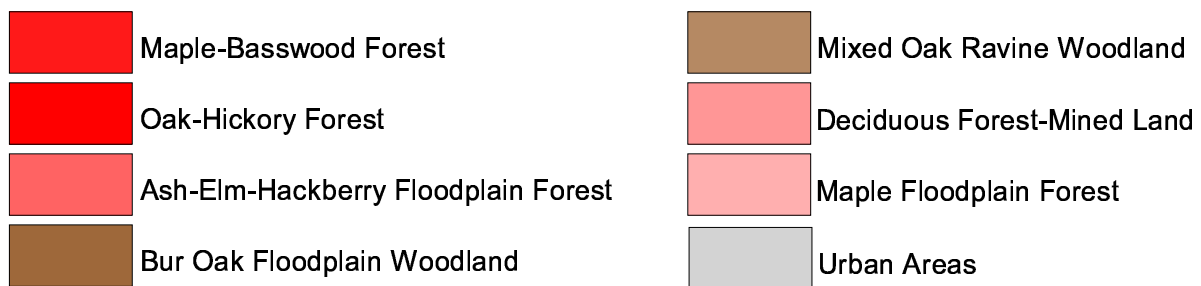 Maple-Basswood Forest
Oak-Hickory Forest
Ash-Elm-Hackberry Floodplain Forest
Bur Oak Floodplain Woodland
Mixed Oak Ravine Woodland
Deciduous Forest-Mined Land
Maple Floodplain Forest
Urban Areas